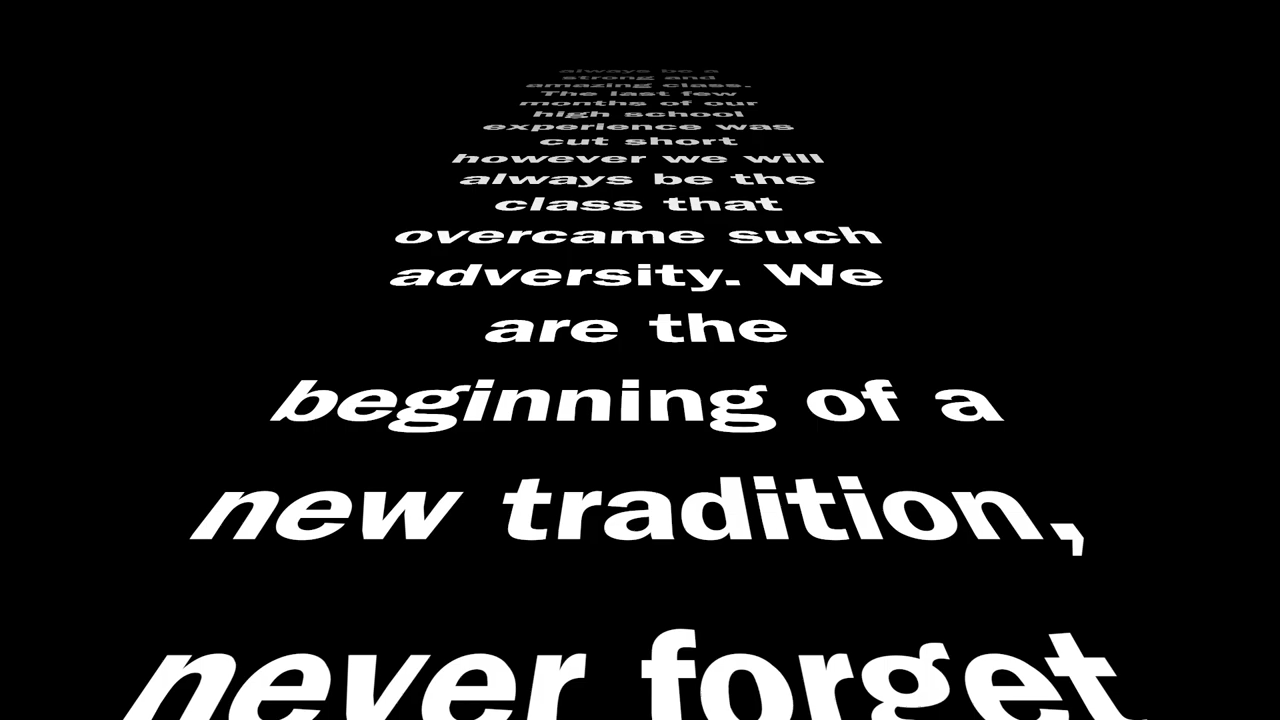 always be a
strong and
amazing class.
The last few
months of our
high school
experience was
cut short
however we will
always be the
class that
overcame such
adversity. We
are the
beginning of a
new tradition,
never forget